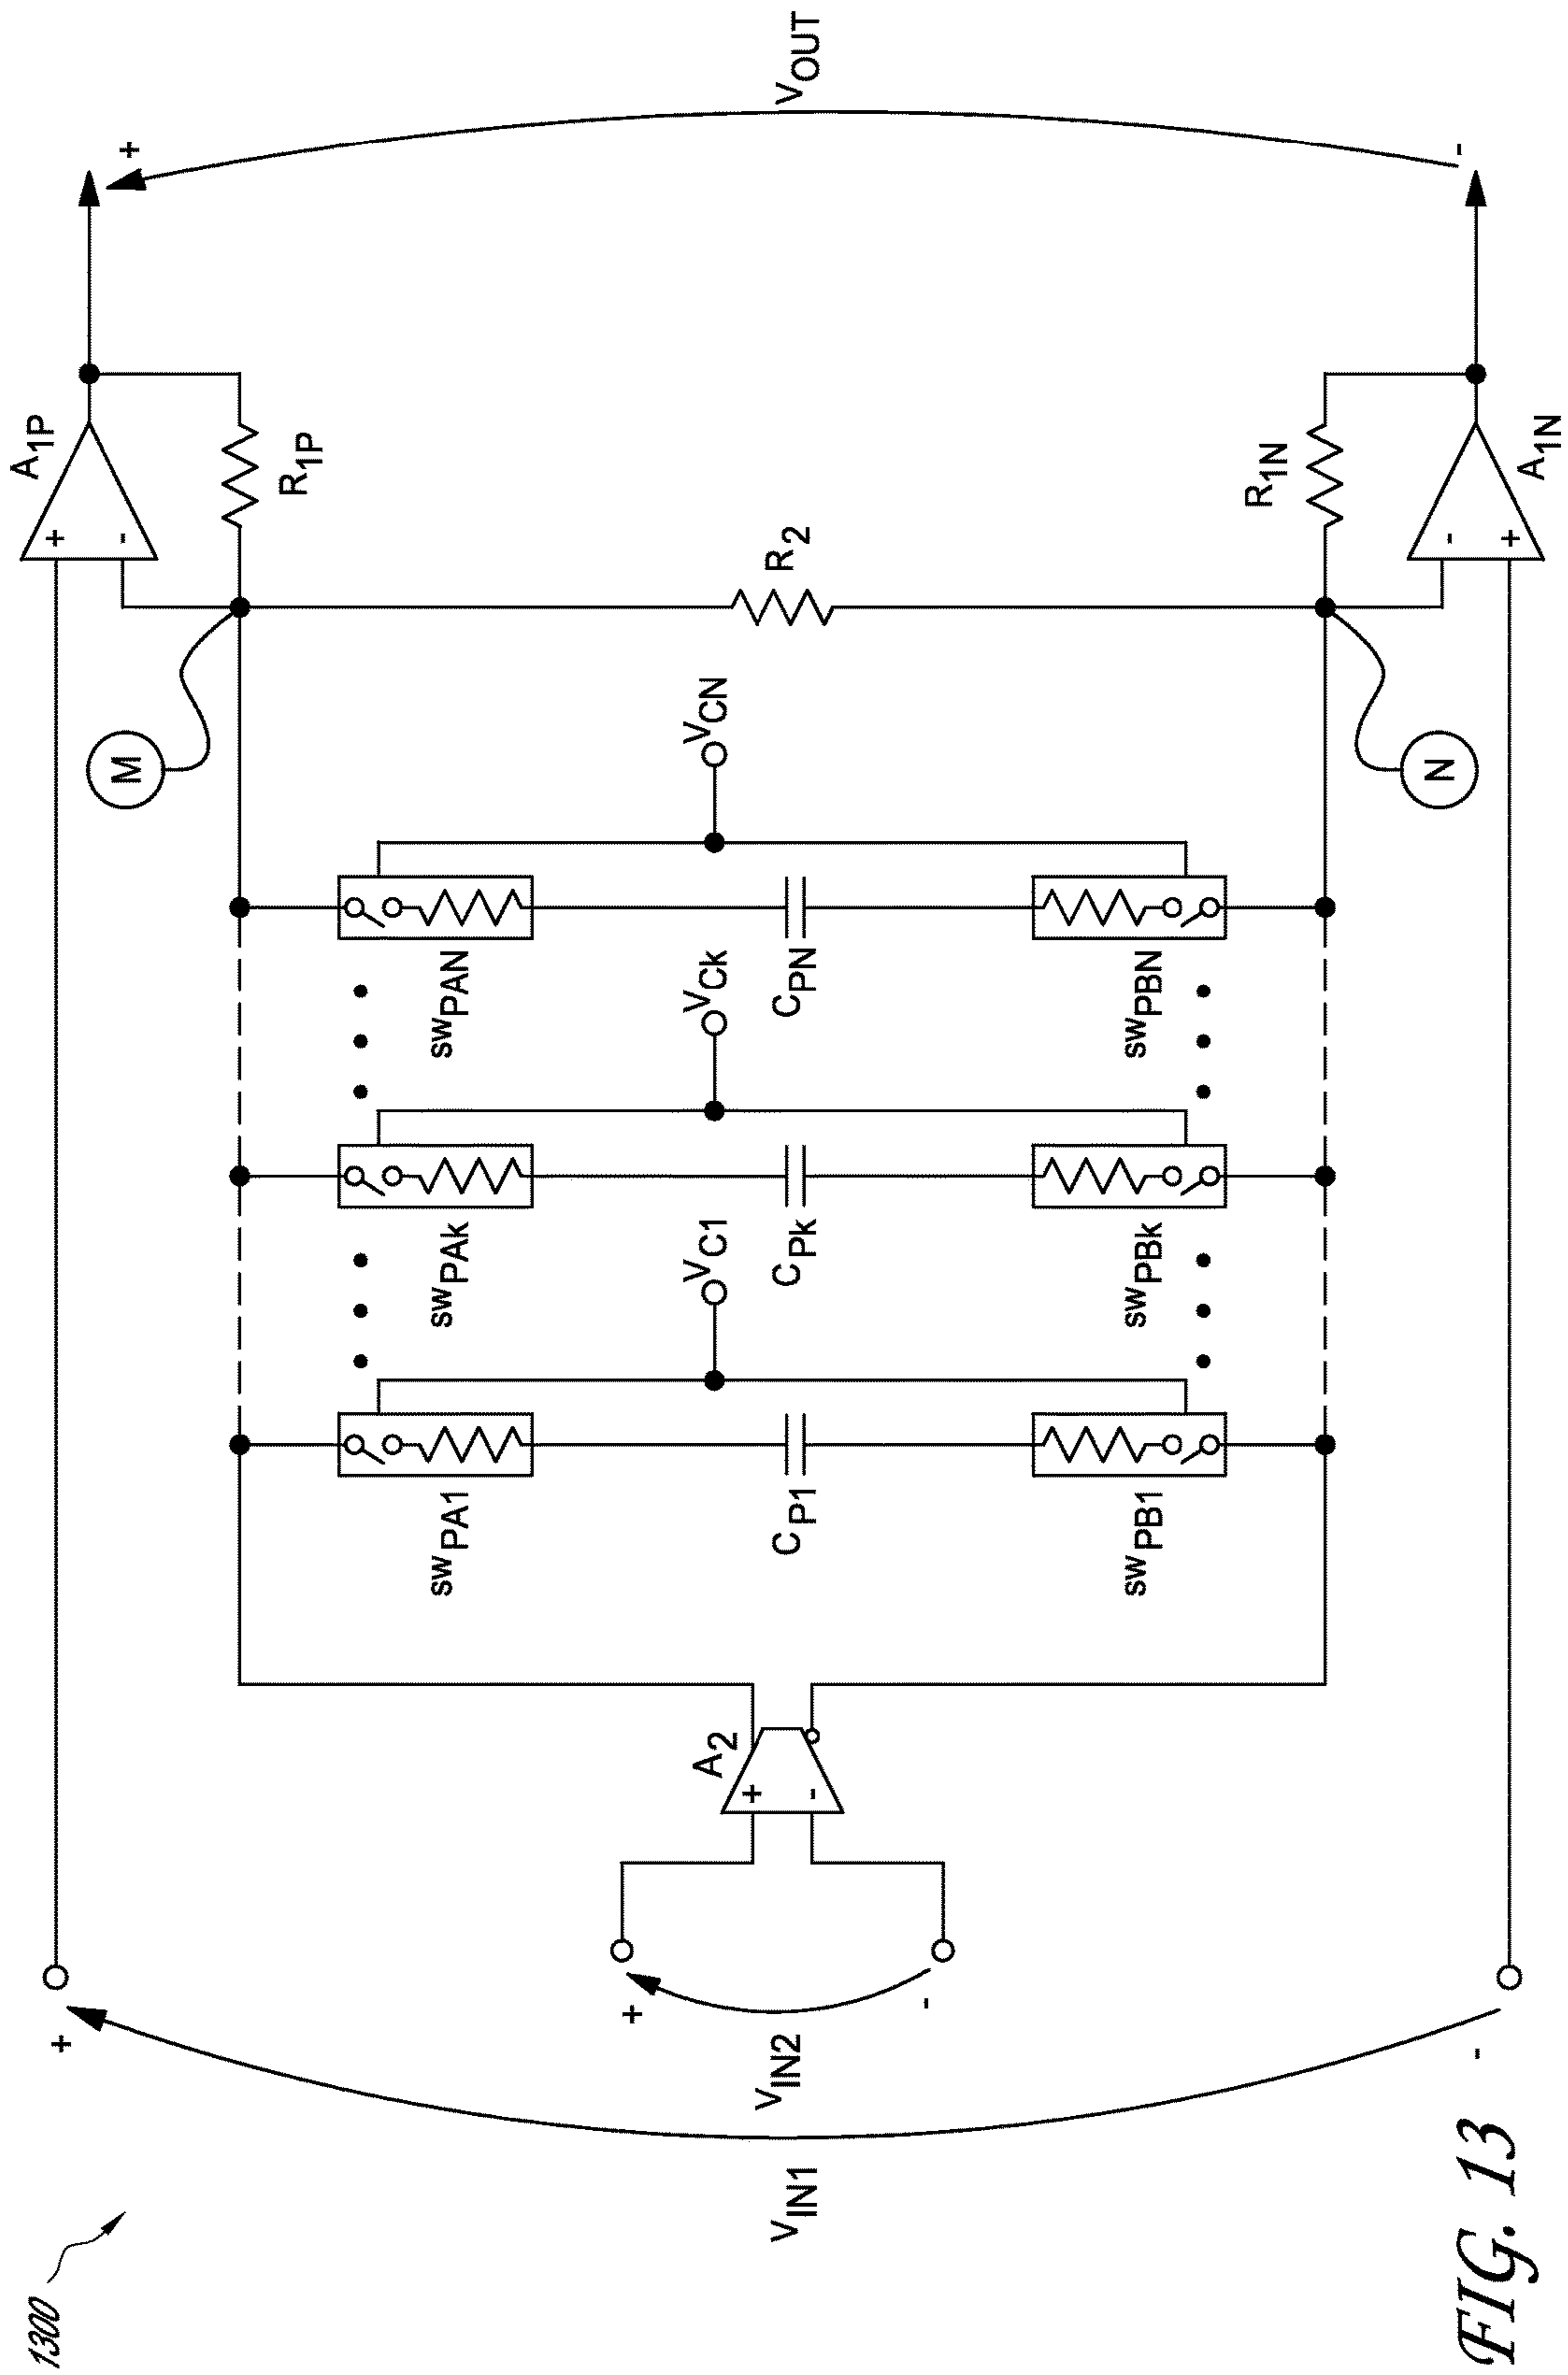 1300
A1P
+
-
R1P
M
+
-
VOUT
R2
VCN
swPAN
CPN
swPBN
VCk
swPAk
CPk
swPBk
VC1
swPA1
CP1
swPB1
A2
+
-
+
-
VIN2
+
-
VIN1
R1N
N
-
+
A1N
FIG. 13